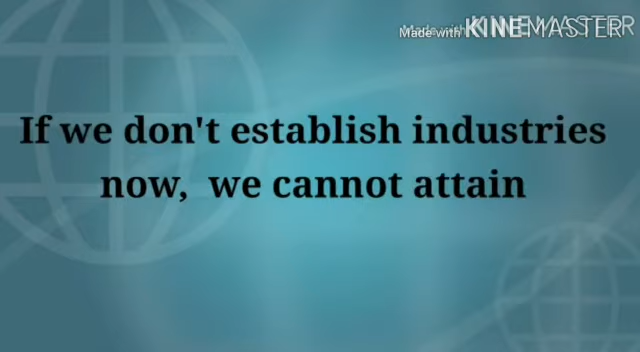 Made with KINEMASTER
If we don't establish industries
now, we cannot attain